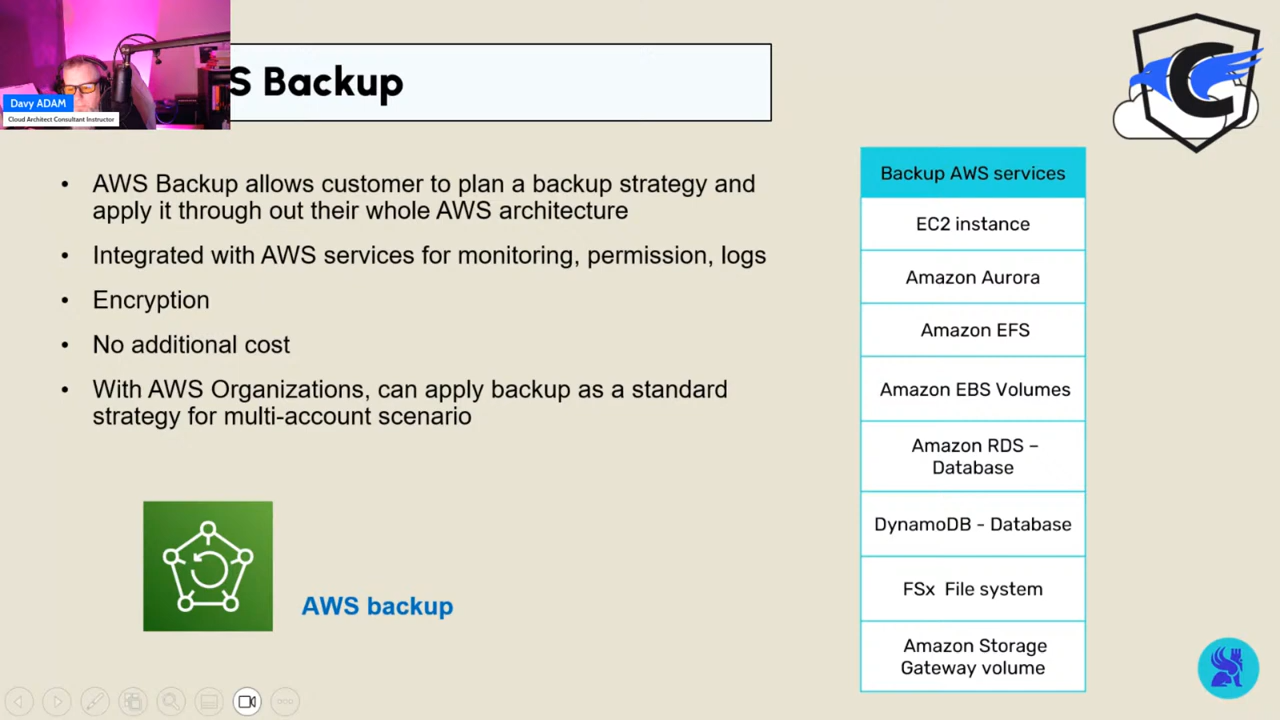 Davy ADAM
Cloud Architect Consultant Instructor
S Backup
• AWS Backup allows customer to plan a backup strategy and
apply it through out their whole AWS architecture
• Integrated with AWS services for monitoring, permission, logs
• Encryption
• No additional cost
• With AWS Organizations, can apply backup as a standard
strategy for multi-account scenario
AWS backup
Backup AWS services
EC2 instance
Amazon Aurora
Amazon EFS
Amazon EBS Volumes
Amazon RDS –
Database
DynamoDB - Database
FSx File system
Amazon Storage
Gateway volume
C